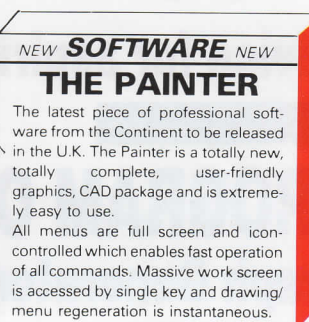 NEW SOFTWARE NEW
THE PAINTER
The latest piece of professional soft-
ware from the Continent to be released
in the U.K. The Painter is a totally new,
totally complete, user-friendly
graphics, CAD package and is extreme-
ly easy to use.
All menus are full screen and icon-
controlled which enables fast operation
of all commands. Massive work screen
is accessed by single key and drawing/
menu regeneration is instantaneous.